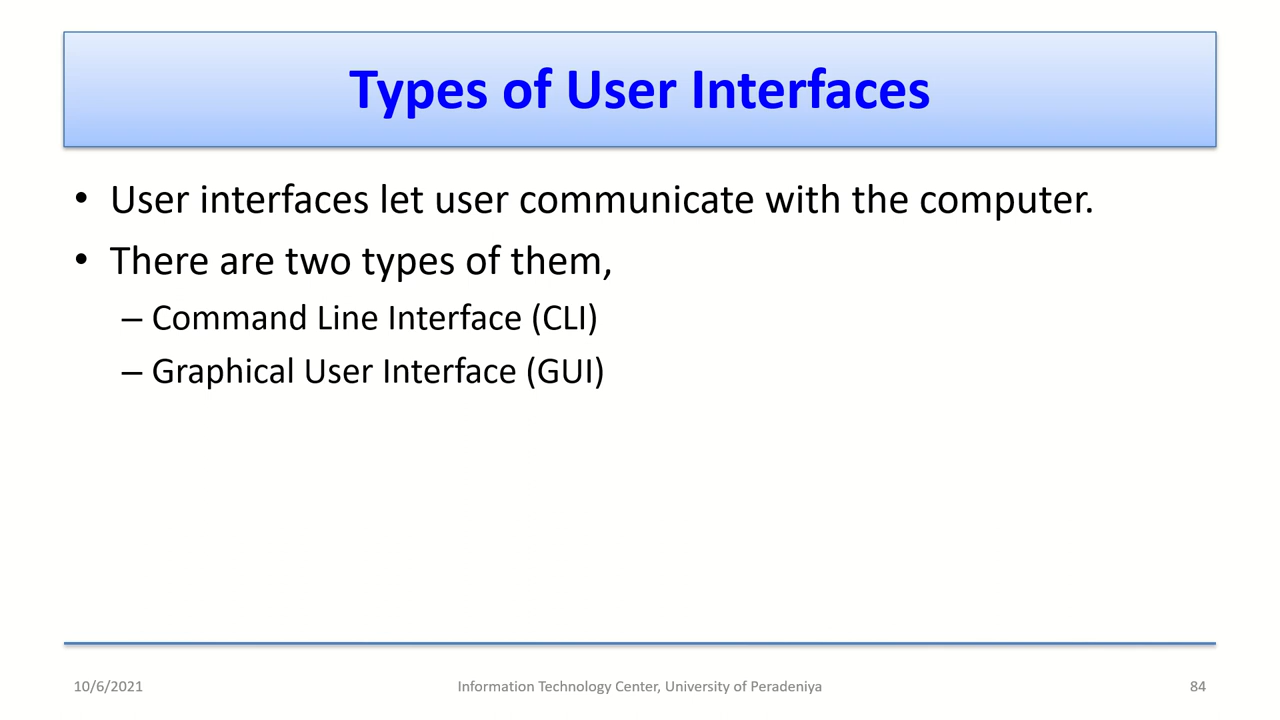 Types of User Interfaces
• User interfaces let user communicate with the computer.
• There are two types of them,
– Command Line Interface (CLI)
– Graphical User Interface (GUI)
10/6/2021 Information Technology Center, University of Peradeniya 84